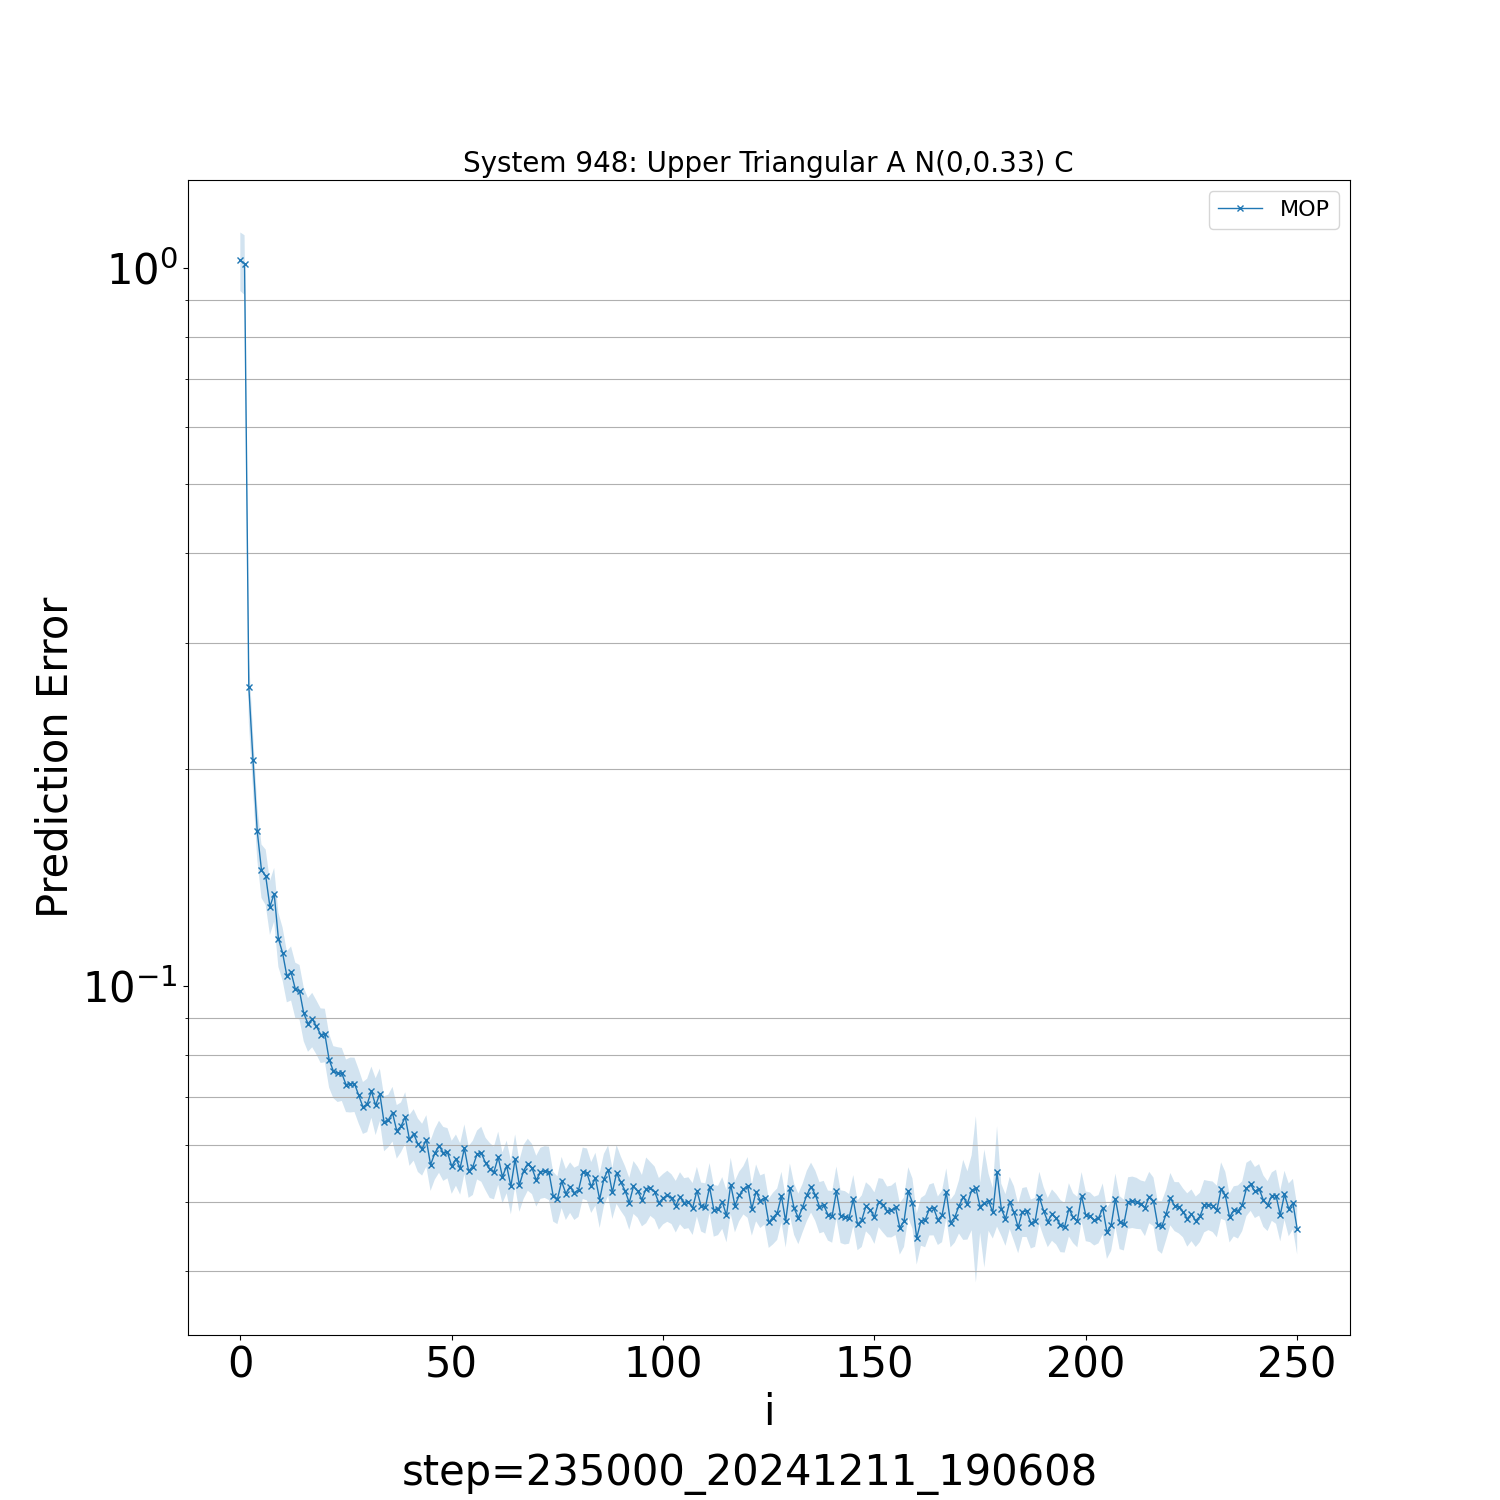 System 948: Upper Triangular A N(0,0.33) C
MOP
10⁰
10⁻¹
Prediction Error
0 50 100 150 200 250
i
step=235000_20241211_190608